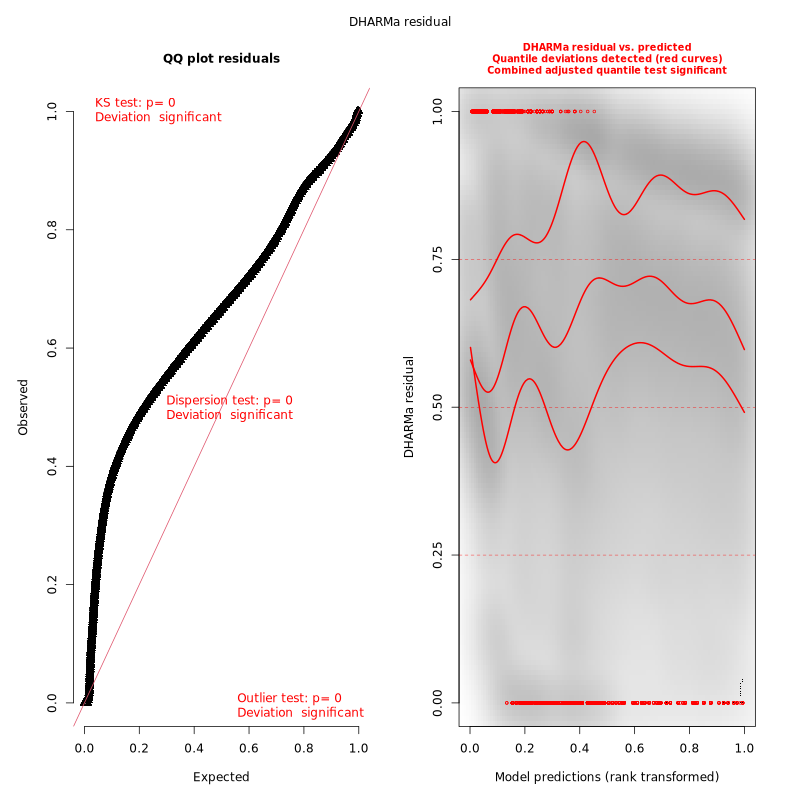 DHARMa residual
QQ plot residuals
KS test: p= 0
Deviation significant
Dispersion test: p= 0
Deviation significant
Outlier test: p= 0
Deviation significant
Observed
0.0
0.2
0.4
0.6
0.8
1.0
0.0
0.2
0.4
0.6
0.8
1.0
Expected
DHARMa residual vs. predicted
Quantile deviations detected (red curves)
Combined adjusted quantile test significant
DHARMa residual
0.00
0.25
0.50
0.75
1.00
0.0
0.2
0.4
0.6
0.8
1.0
Model predictions (rank transformed)